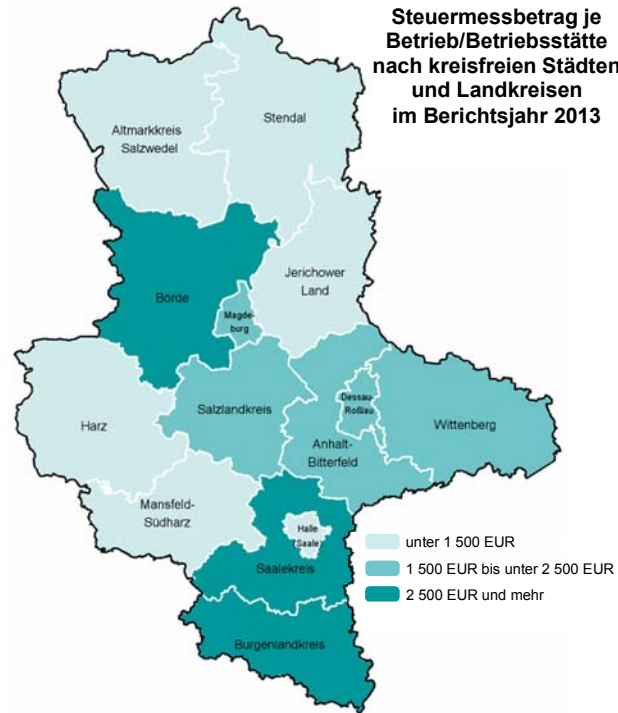 Steuermessbetrag je
Betrieb/Betriebsstätte
nach kreisfreien Städten
und Landkreisen
im Berichtsjahr 2013
Stendal
Altmarkkreis
Salzwedel
Jerichower
Land
Börde
Magde-
burg
Dessau-
Roßlau
Salzlandkreis
Wittenberg
Harz
Anhalt-
Bitterfeld
Mansfeld-
Südharz
Halle
(Saale)
Saalekreis
Burgenlandkreis
unter 1 500 EUR
1 500 EUR bis unter 2 500 EUR
2 500 EUR und mehr